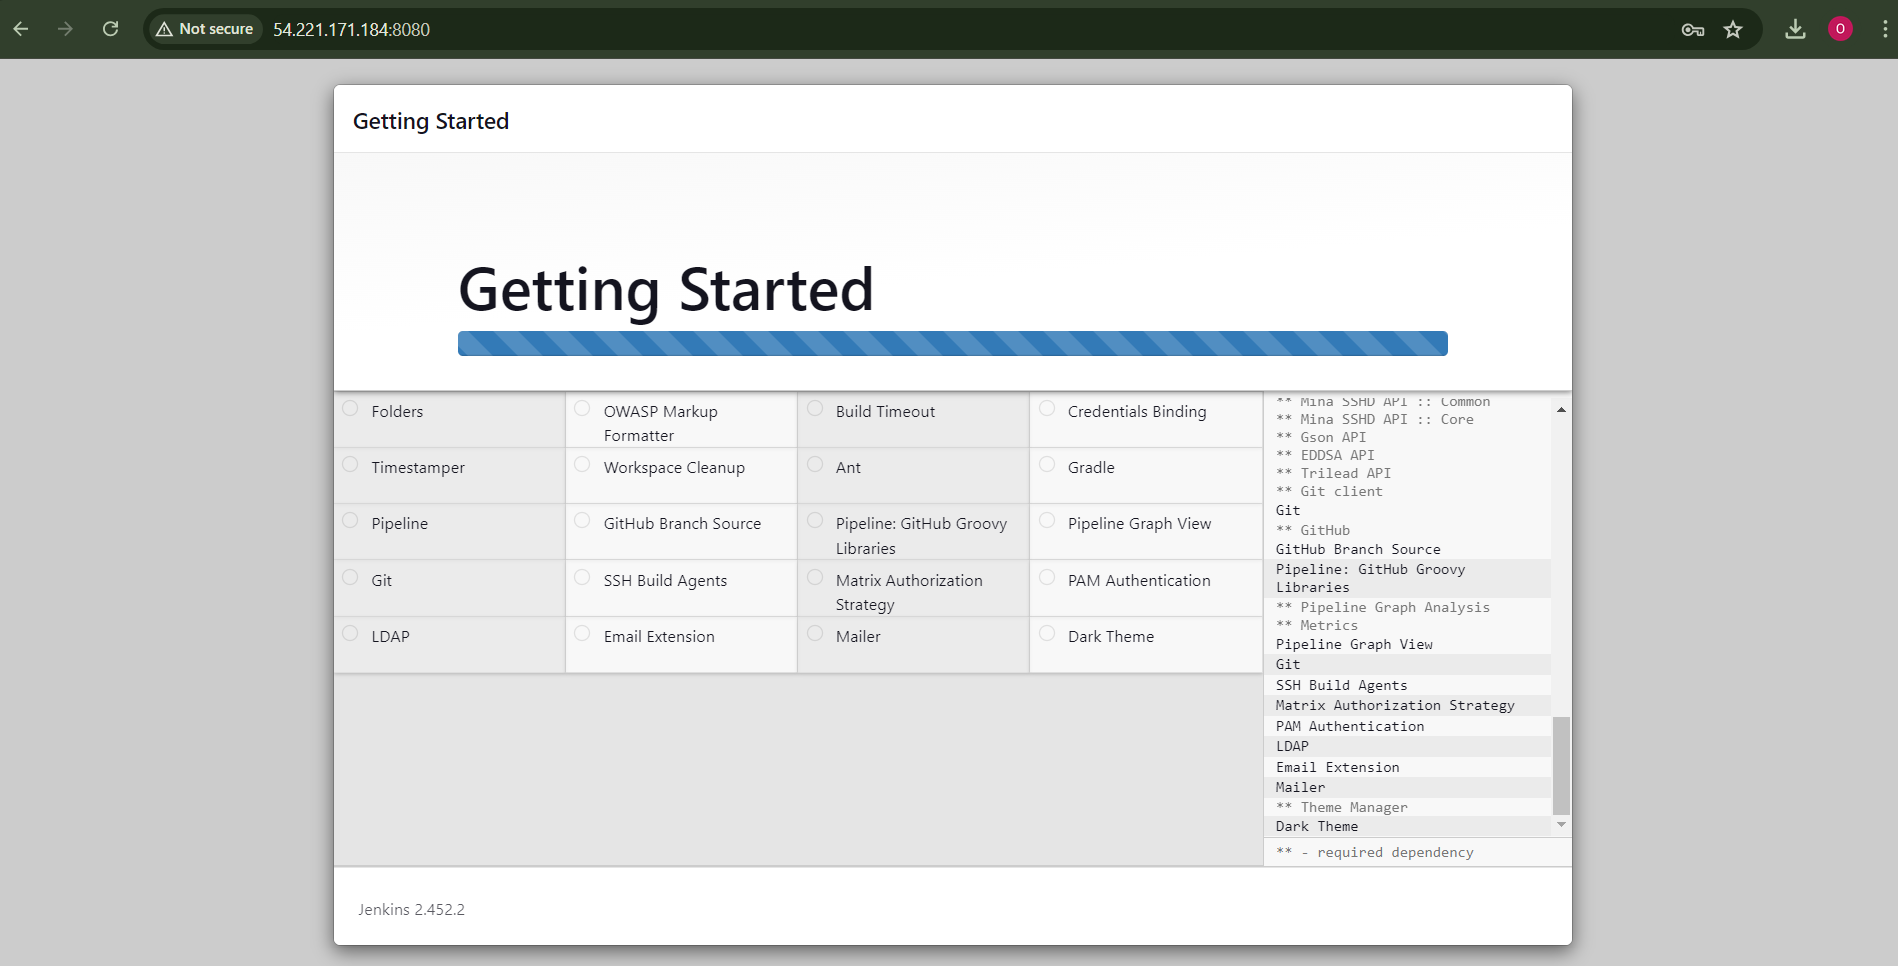 Not secure
54.221.171.184:8080
O
Getting Started
Getting Started
Folders
OWASP Markup
Formatter
Build Timeout
Credentials Binding
Timestamper
Workspace Cleanup
Ant
Gradle
Pipeline
GitHub Branch Source
Pipeline: GitHub Groovy
Libraries
Pipeline Graph View
Git
SSH Build Agents
Matrix Authorization
Strategy
PAM Authentication
LDAP
Email Extension
Mailer
Dark Theme
** Mina SSHD API :: Common
** Mina SSHD API :: Core
** Gson API
** EDDSA API
** Trilead API
** Git client
Git
** GitHub
GitHub Branch Source
Pipeline: GitHub Groovy
Libraries
** Pipeline Graph Analysis
** Metrics
Pipeline Graph View
Git
SSH Build Agents
Matrix Authorization Strategy
PAM Authentication
LDAP
Email Extension
Mailer
** Theme Manager
Dark Theme
** - required dependency
Jenkins 2.452.2